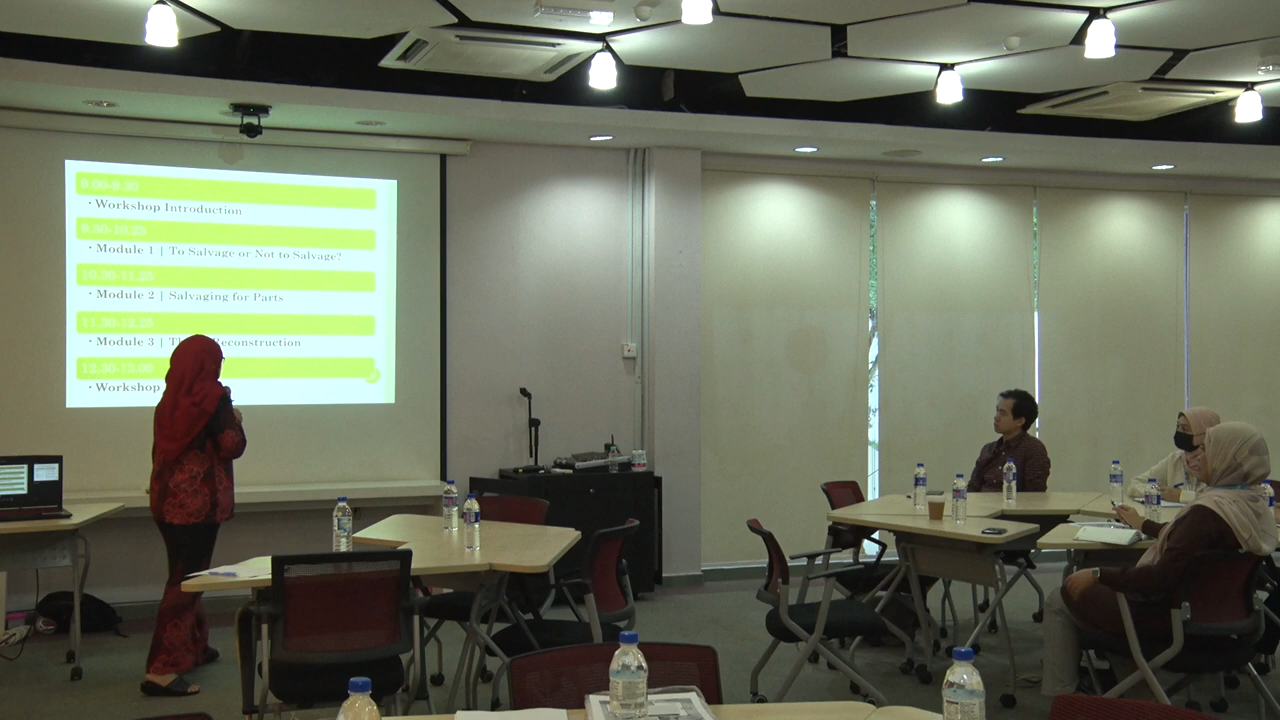 9.00-9.30
• Workshop Introduction
9.30-10.25
• Module 1 | To Salvage or Not to Salvage?
10.30-11.25
• Module 2 | Salvaging for Parts
11.30-12.25
• Module 3 | Reconstruction
12.30-13.00
• Workshop